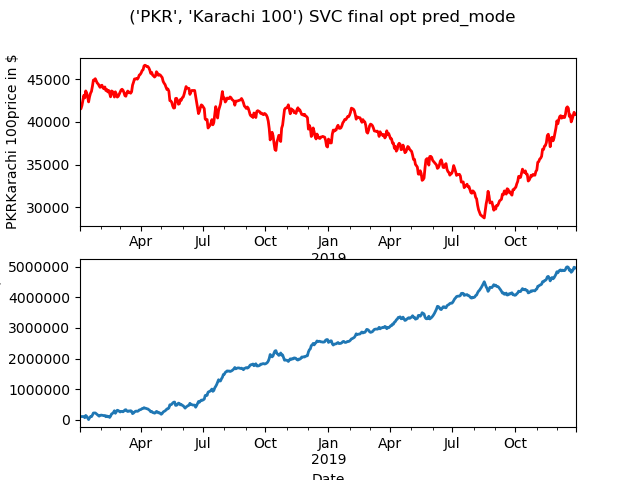 ('PKR', 'Karachi 100') SVC final opt pred_mode
PKRKarachi 100price in $
45000
40000
35000
30000
Apr Jul Oct Jan Apr Jul Oct
2019
5000000
4000000
3000000
2000000
1000000
0
Apr Jul Oct Jan Apr Jul Oct
2019
Date